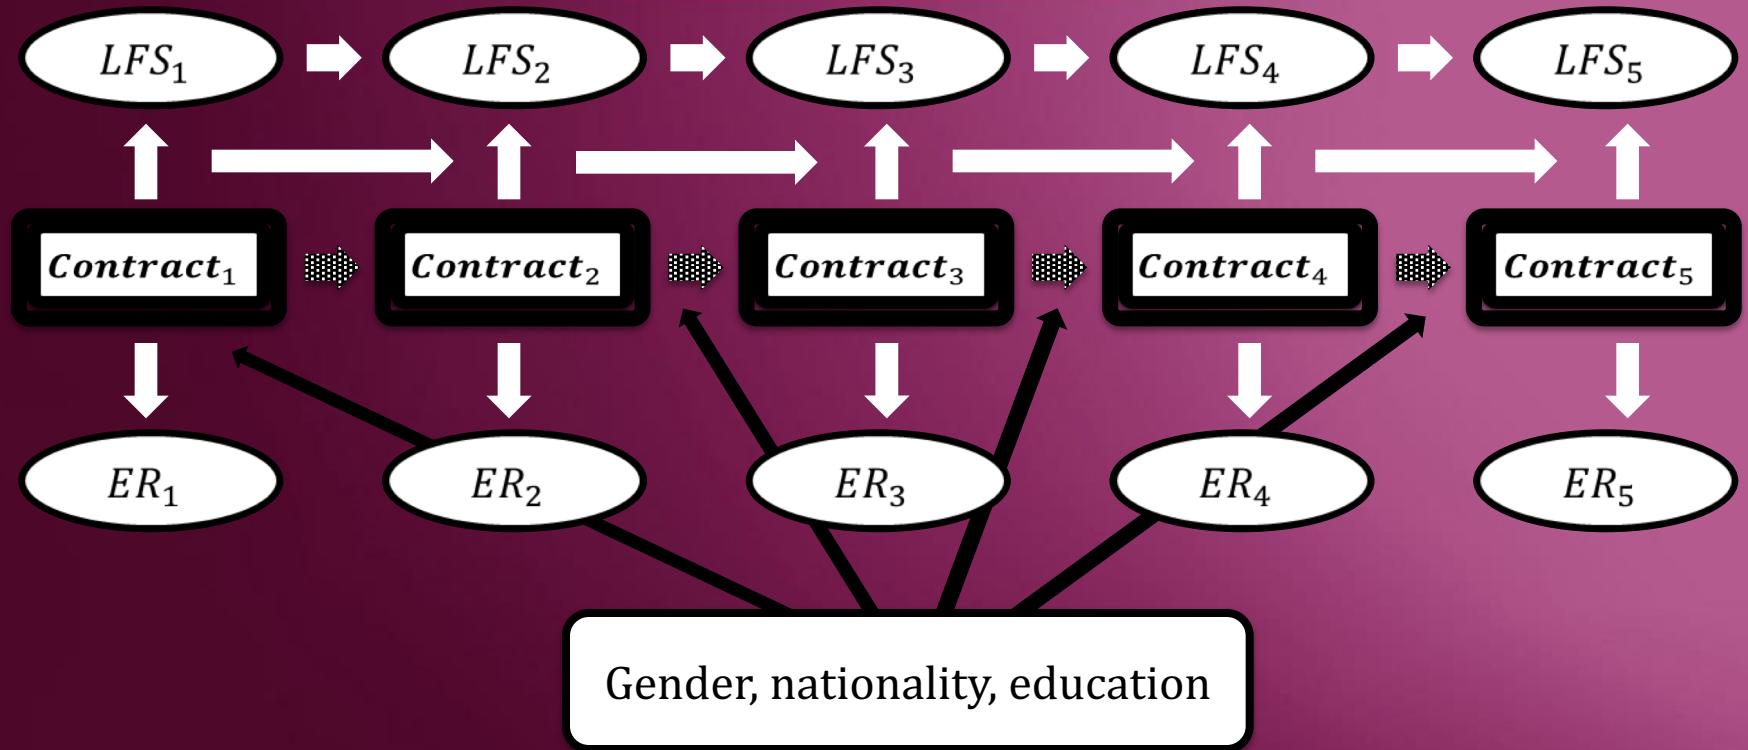 LFS₁ LFS₂ LFS₃ LFS₄ LFS₅
Contract₁ Contract₂ Contract₃ Contract₄ Contract₅
ER₁ ER₂ ER₃ ER₄ ER₅
Gender, nationality, education